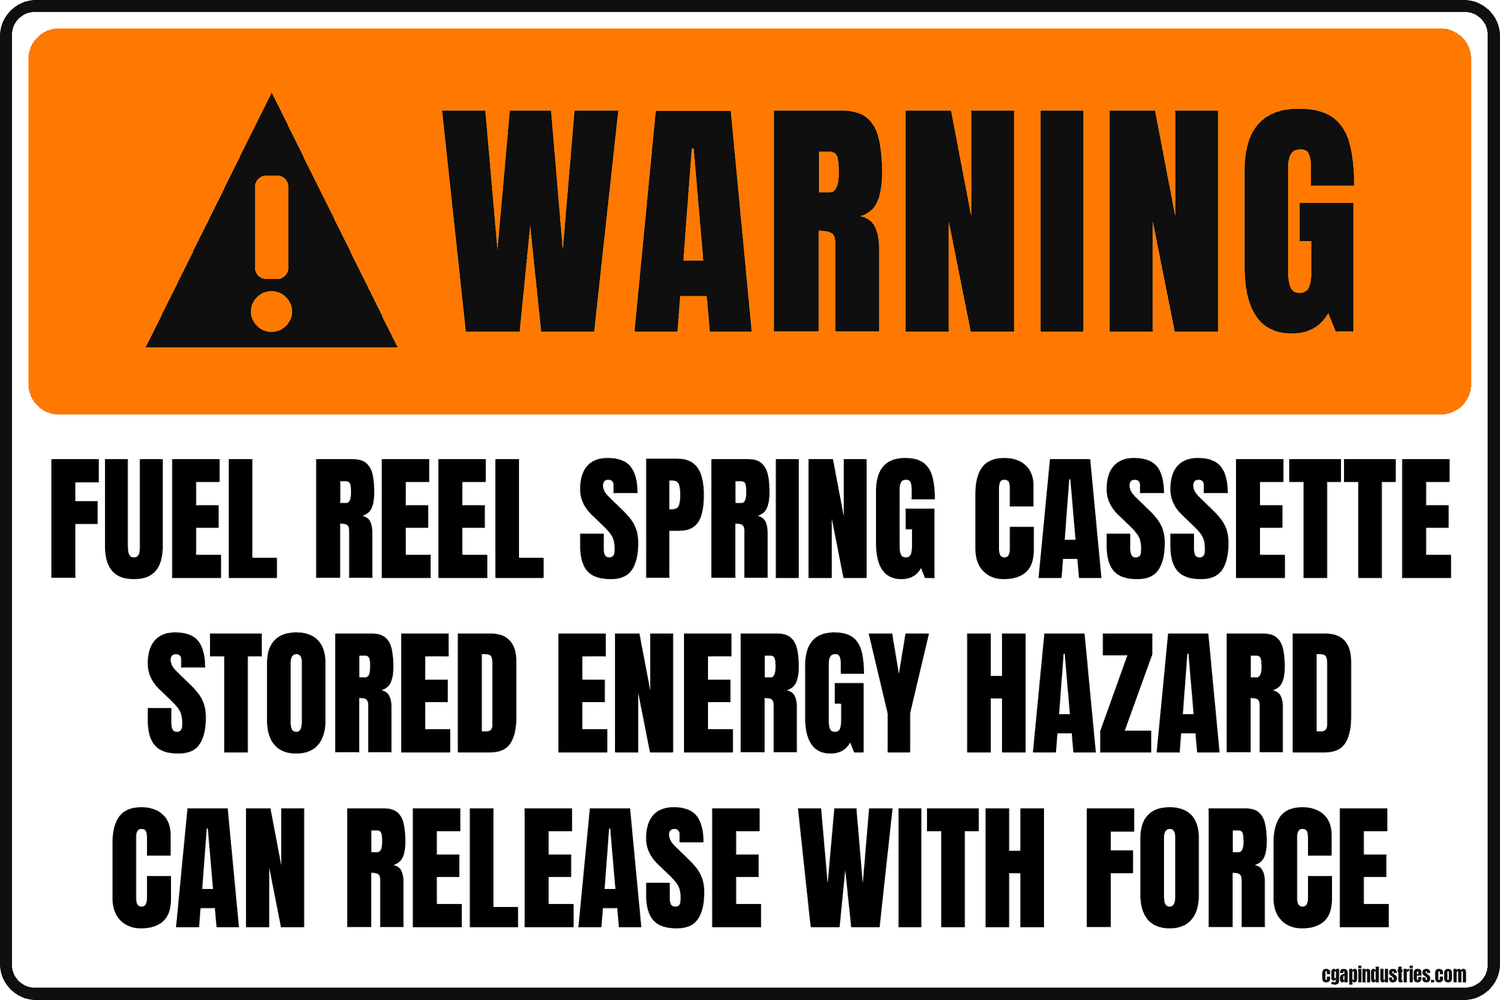 WARNING
FUEL REEL SPRING CASSETTE
STORED ENERGY HAZARD
CAN RELEASE WITH FORCE
cgapindustries.com